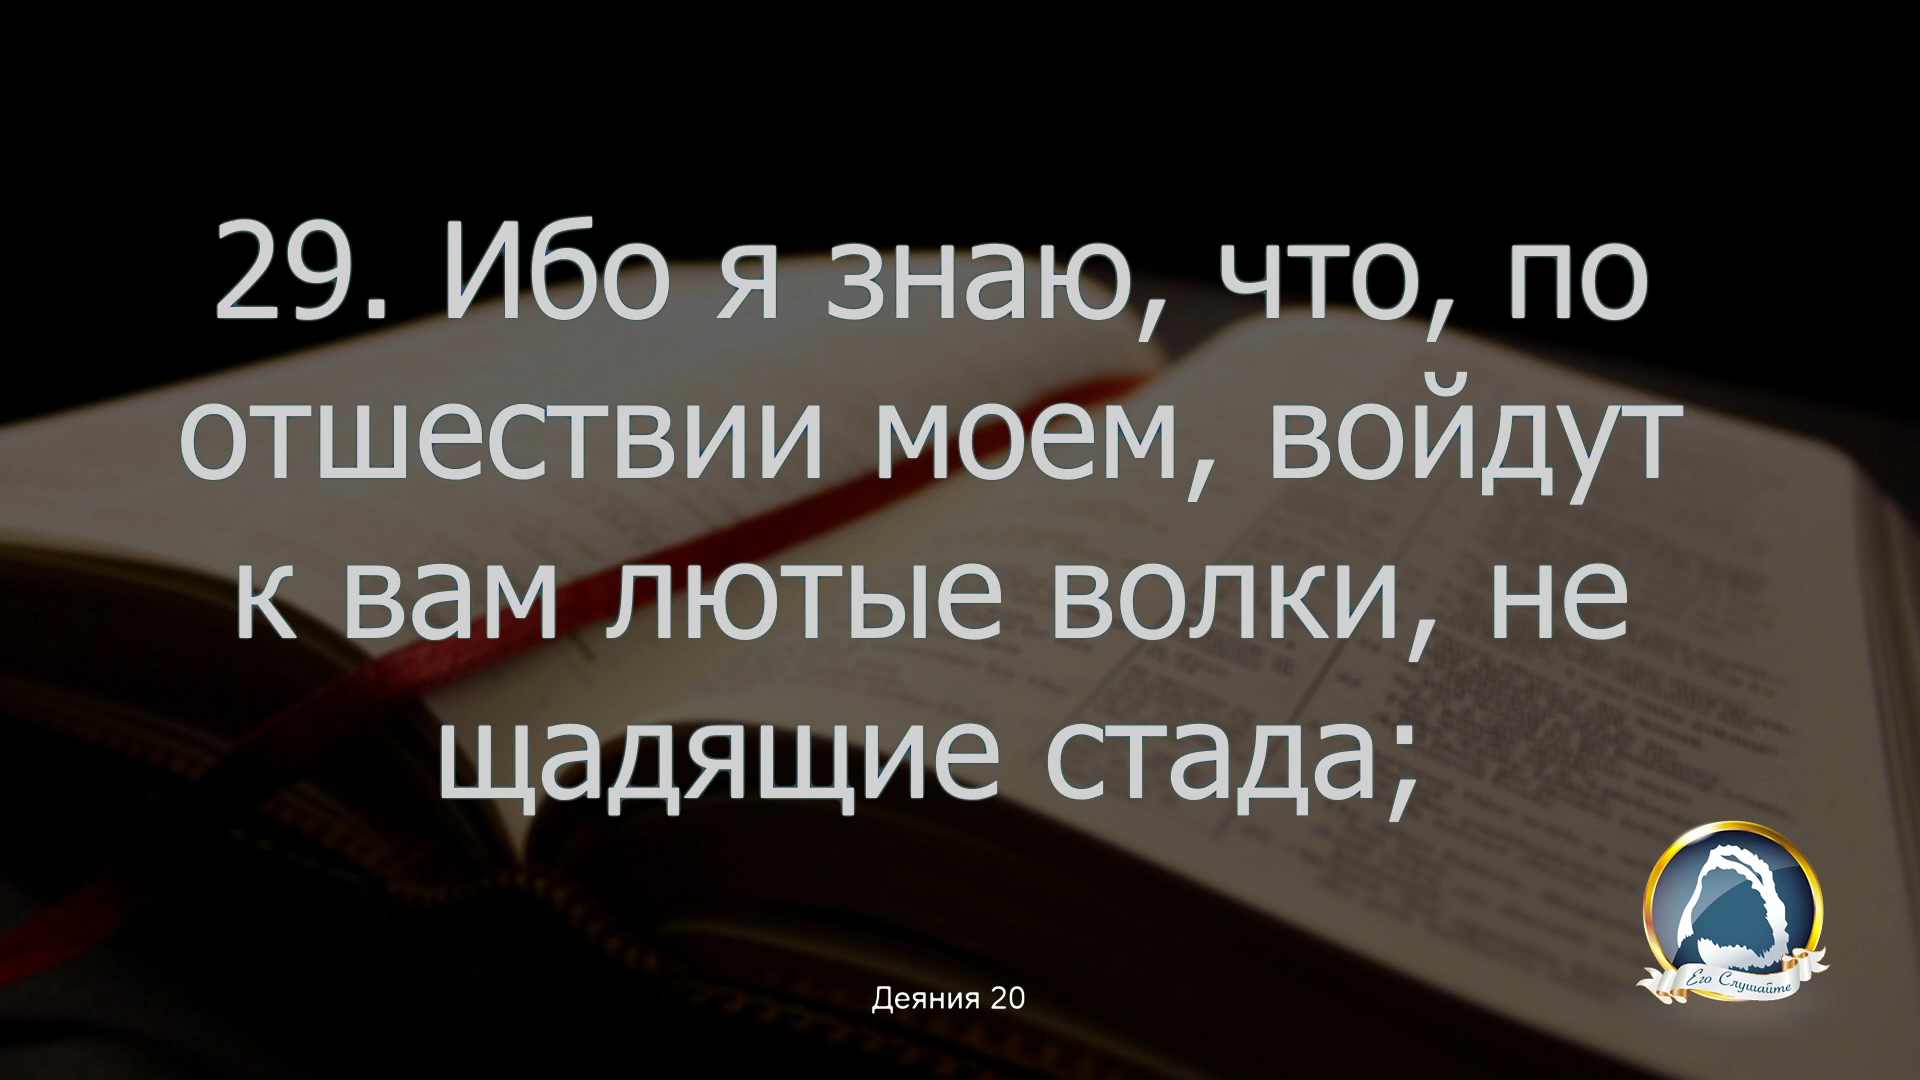 29. Ибо я знаю, что, по
отшествии моем, войдут
к вам лютые волки, не
щадящие стада;
Деяния 20
Его Слушайте